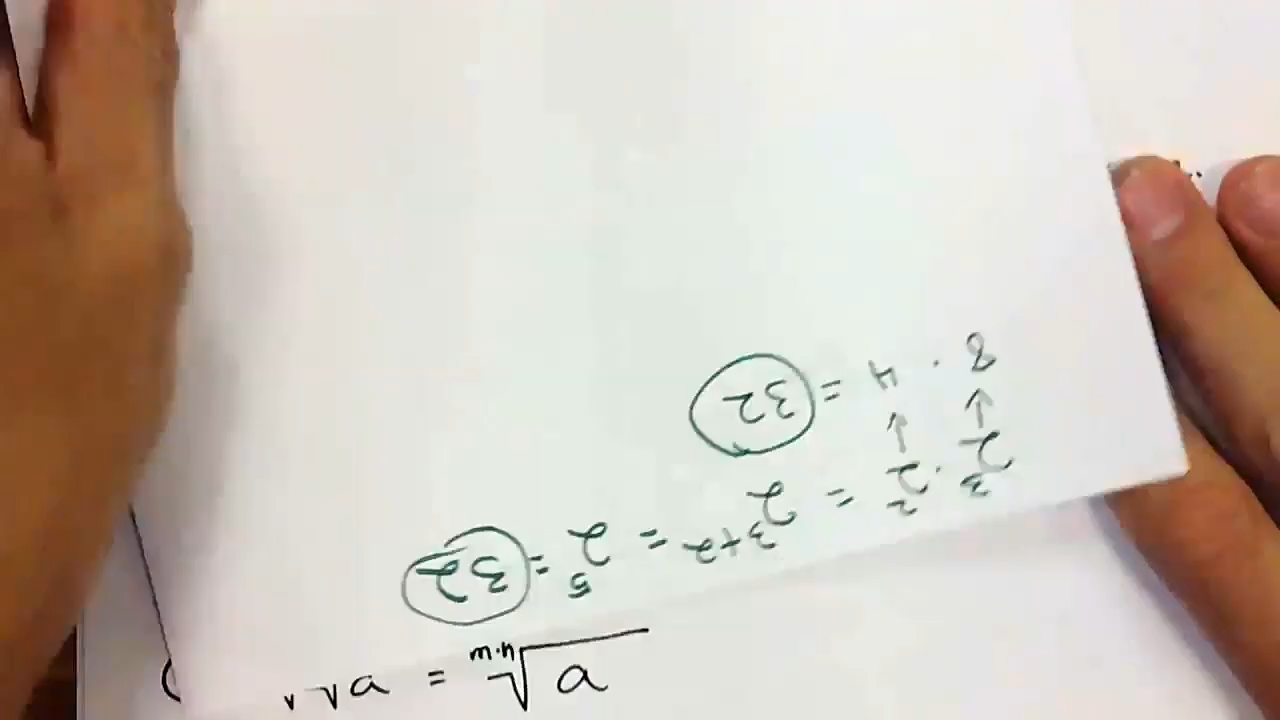 2³ · 2² = 2³⁺² = 2⁵ = 32
↓ ↓
8 · 4 = 32
√√a = ᵐ·ⁿ√a